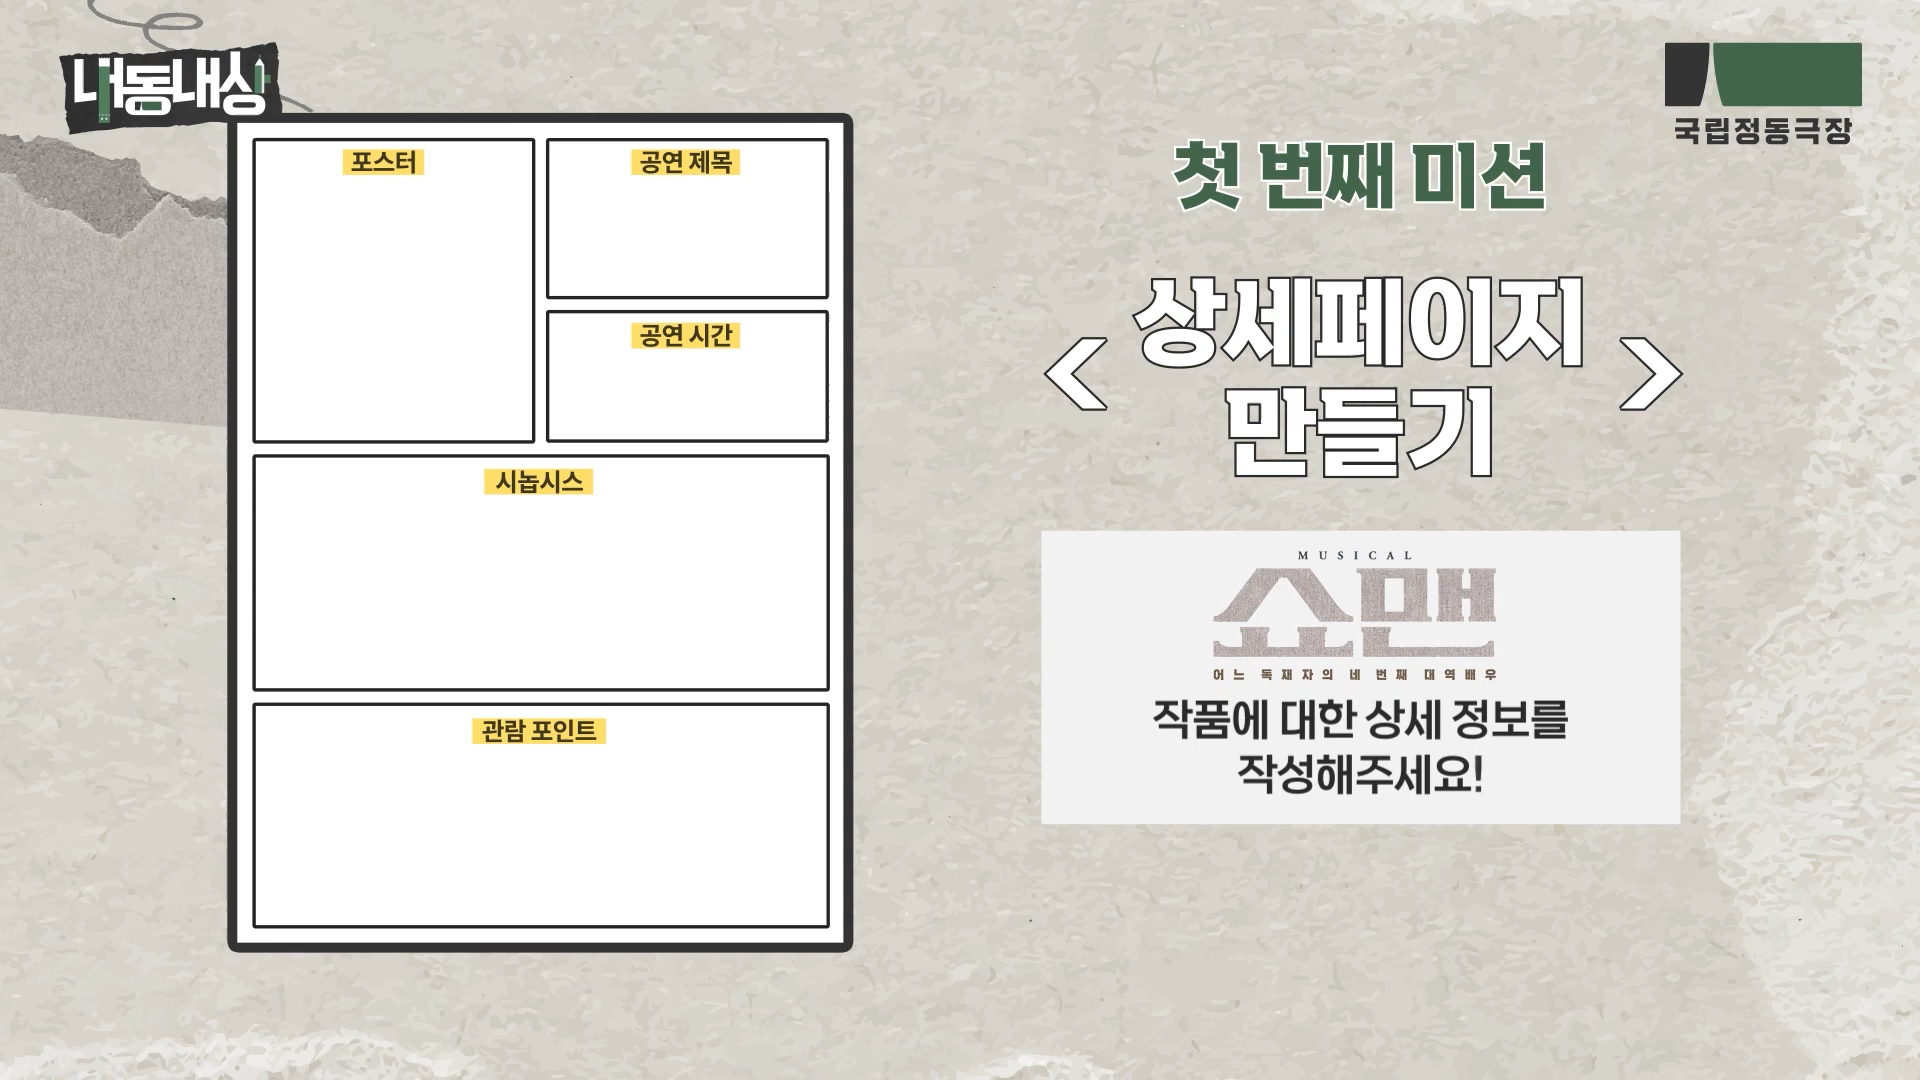 내동내상
포스터
공연 제목
공연 시간
시놉시스
관람 포인트
국립정동극장
첫 번째 미션
<상세페이지
만들기>
MUSICAL
쇼맨
어느 독재자의 네 번째 대역배우
작품에 대한 상세 정보를
작성해주세요!